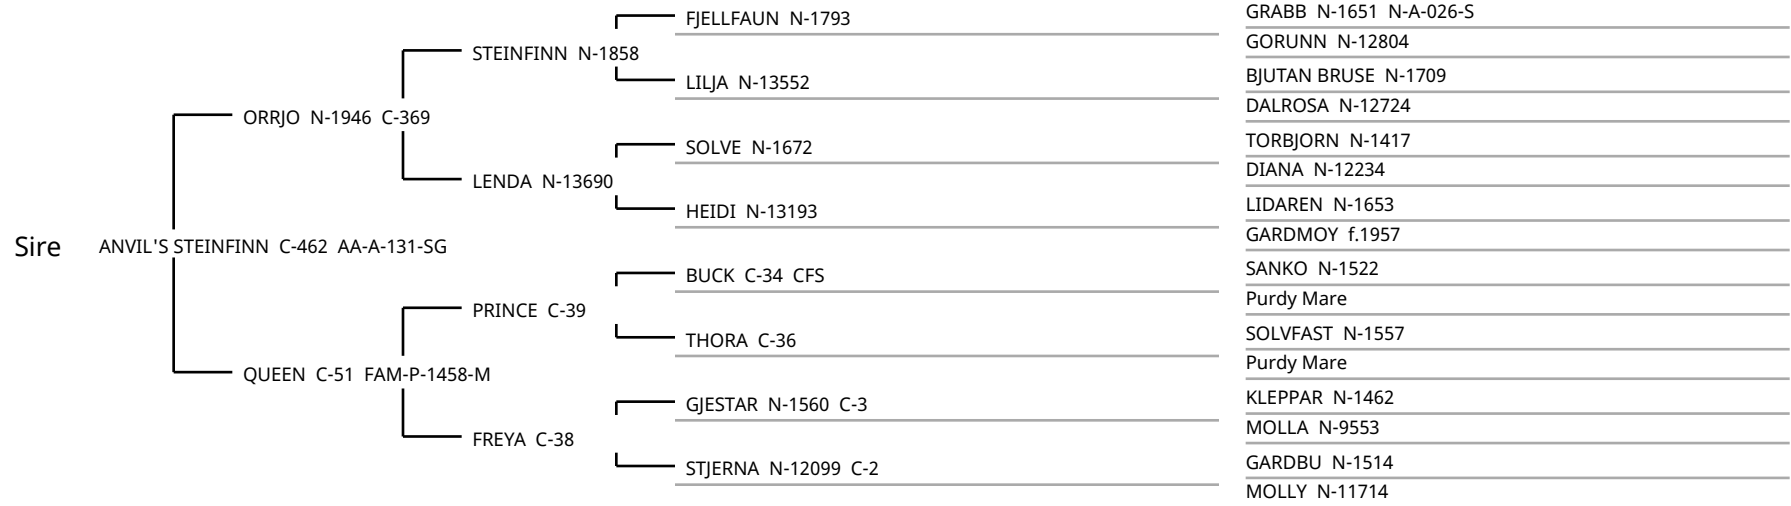 GRABB N-1651 N-A-026-S
FJELLFAUN N-1793
GORUNN N-12804
STEINFINN N-1858
BJUTAN BRUSE N-1709
LILJA N-13552
DALROSA N-12724
ORRJO N-1946 C-369
TORBJORN N-1417
SOLVE N-1672
DIANA N-12234
LENDA N-13690
LIDAREN N-1653
HEIDI N-13193
GARDMOY f.1957
Sire
ANVIL'S STEINFINN C-462 AA-A-131-SG
SANKO N-1522
BUCK C-34 CFS
Purdy Mare
PRINCE C-39
SOLVFAST N-1557
THORA C-36
Purdy Mare
QUEEN C-51 FAM-P-1458-M
KLEPPAR N-1462
GJESTAR N-1560 C-3
MOLLA N-9553
FREYA C-38
GARDBU N-1514
STJERNA N-12099 C-2
MOLLY N-11714